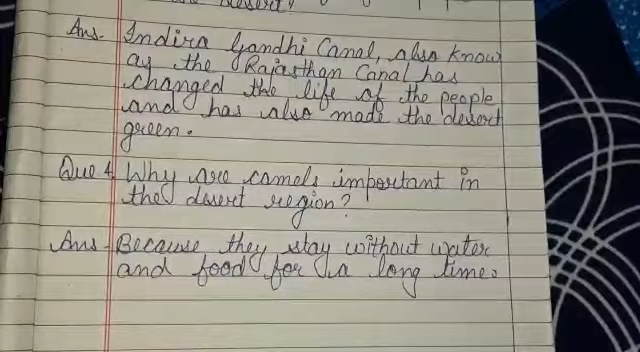 desert?
Ans. Indira Gandhi Canal, also know
as the Rajasthan Canal has
changed the life of the people
and has also made the desert
green.
Que 4 Why are camels important in
the desert region?
Ans - Because they stay without water
and food for a long time.